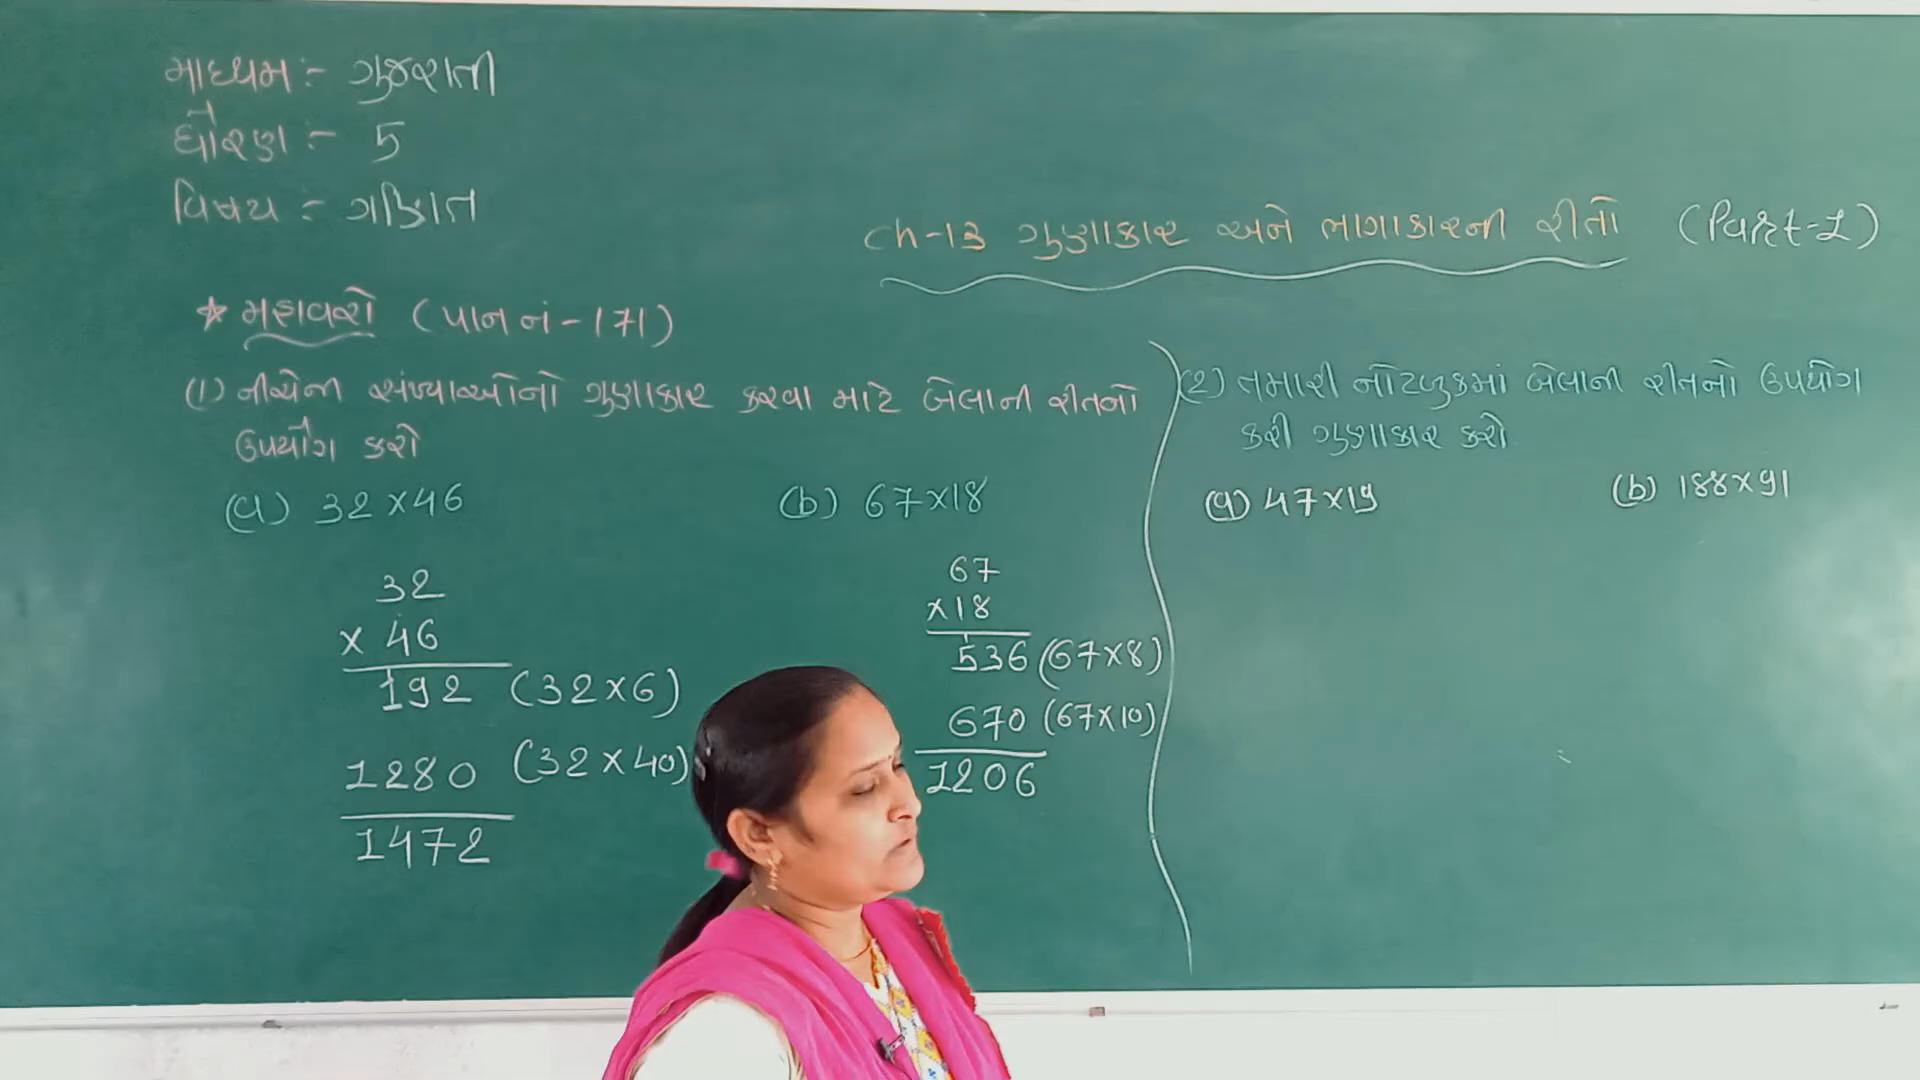 માધ્યમ :- ગુજરાતી
ધોરણ :- 5
વિષય :- ગણિત
Ch-13 ગુણાકાર અને ભાગાકારની રીતો (Part-1)
* મહાવરો (પાન નં - 171)
(1) નીચેની સંખ્યાઓનો ગુણાકાર કરવા માટે બેલાની રીતનો
ઉપયોગ કરો
(a) 32 × 46
(b) 67 × 18
32
× 46
192 (32 × 6)
1280 (32 × 40)
1472
67
× 18
536 (67 × 8)
670 (67 × 10)
1206
(2) તમારી નોટબુકમાં બેલાની રીતનો ઉપયોગ
કરી ગુણાકાર કરો
(a) 47 × 19
(b) 188 × 91